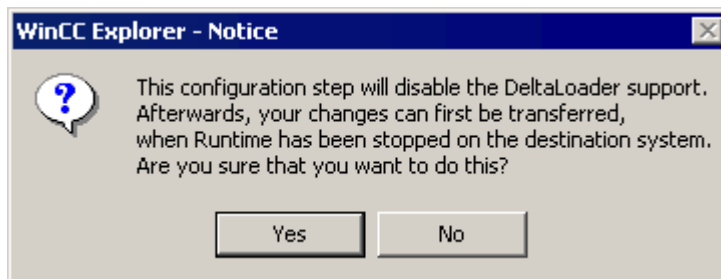 WinCC Explorer - Notice
This configuration step will disable the DeltaLoader support.
Afterwards, your changes can first be transferred,
when Runtime has been stopped on the destination system.
Are you sure that you want to do this?
Yes
No